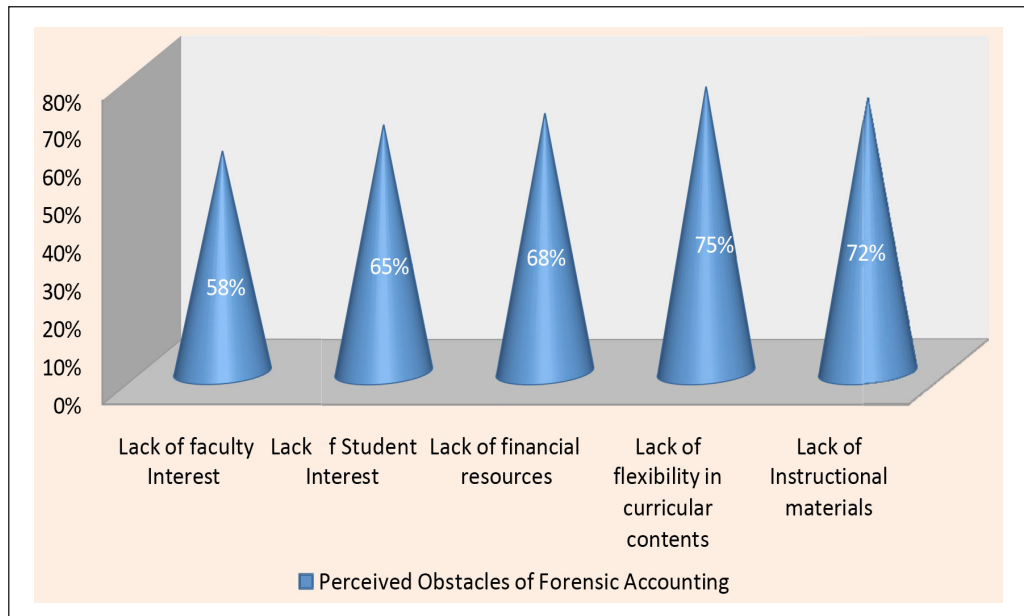 80%
70%
60%
50%
40%
30%
20%
10%
0%
58%
65%
68%
75%
72%
Lack of faculty
Interest
Lack f Student
Interest
Lack of financial
resources
Lack of
flexibility in
curricular
contents
Lack of
Instructional
materials
Perceived Obstacles of Forensic Accounting